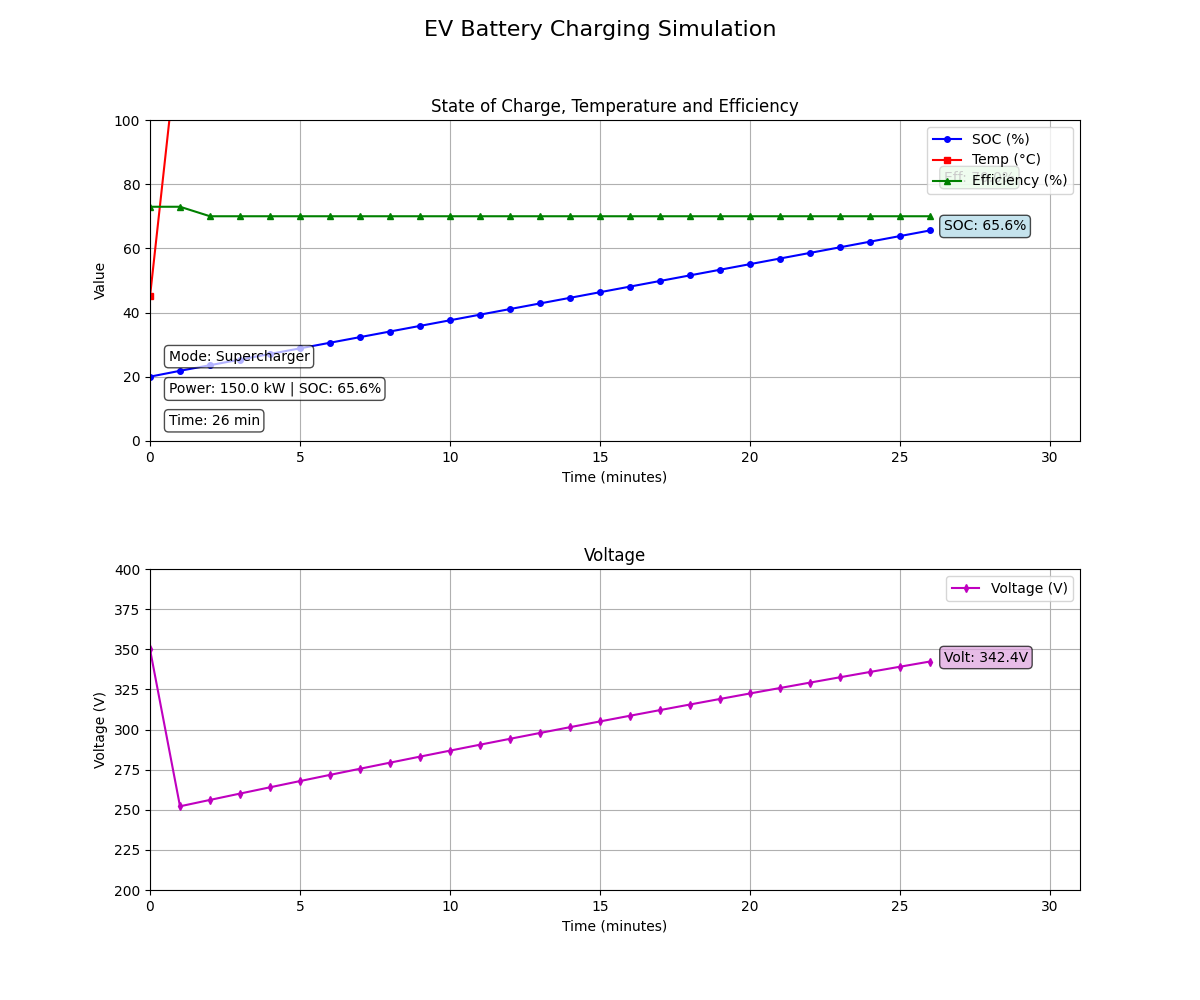 EV Battery Charging Simulation
State of Charge, Temperature and Efficiency
100
80
60
40
20
0
Value
SOC (%)
Temp (°C)
Efficiency (%)
SOC: 65.6%
Mode: Supercharger
Power: 150.0 kW | SOC: 65.6%
Time: 26 min
0 5 10 15 20 25 30
Time (minutes)
Voltage
400
375
350
325
300
275
250
225
200
Voltage (V)
Voltage (V)
Volt: 342.4V
0 5 10 15 20 25 30
Time (minutes)